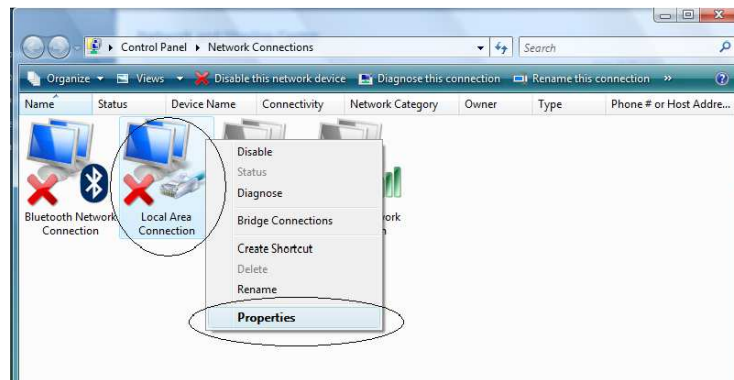 Control Panel Network Connections Search
Organize Views Disable this network device Diagnose this connection Rename this connection »
Name Status Device Name Connectivity Network Category Owner Type Phone # or Host Addre...
Disable
Status
Diagnose
Bridge Connections
Create Shortcut
Delete
Rename
Properties
Bluetooth Network
Connection
Local Area
Connection